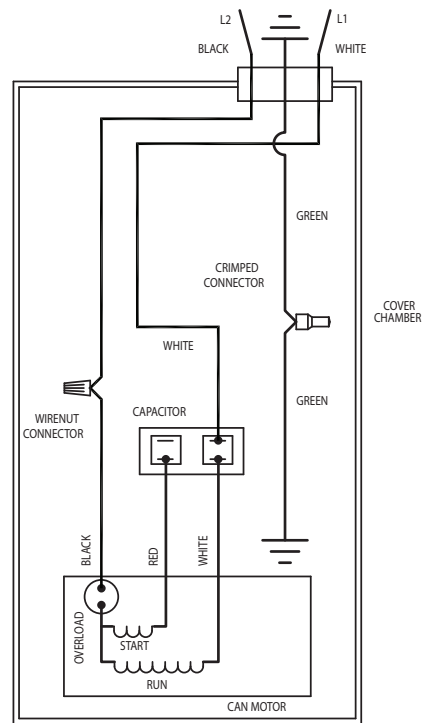 L2
L1
BLACK
WHITE
GREEN
CRIMPED
CONNECTOR
COVER
CHAMBER
WHITE
GREEN
WIRENUT
CONNECTOR
CAPACITOR
BLACK
RED
WHITE
OVERLOAD
START
RUN
CAN MOTOR